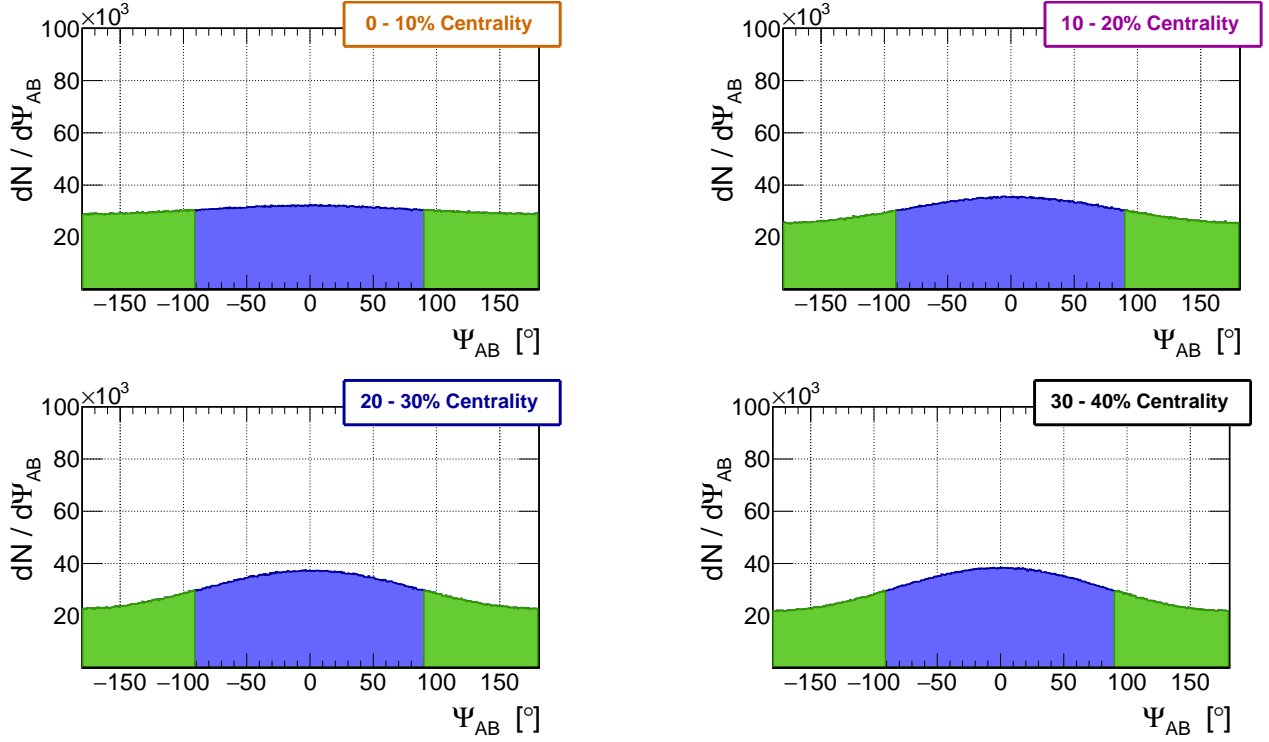 ×10³
0 - 10% Centrality
100
80
60
40
20
dN / dΨ_AB
−150 −100 −50 0 50 100 150
Ψ_AB [°]
×10³
10 - 20% Centrality
100
80
60
40
20
dN / dΨ_AB
−150 −100 −50 0 50 100 150
Ψ_AB [°]
×10³
20 - 30% Centrality
100
80
60
40
20
dN / dΨ_AB
−150 −100 −50 0 50 100 150
Ψ_AB [°]
×10³
30 - 40% Centrality
100
80
60
40
20
dN / dΨ_AB
−150 −100 −50 0 50 100 150
Ψ_AB [°]